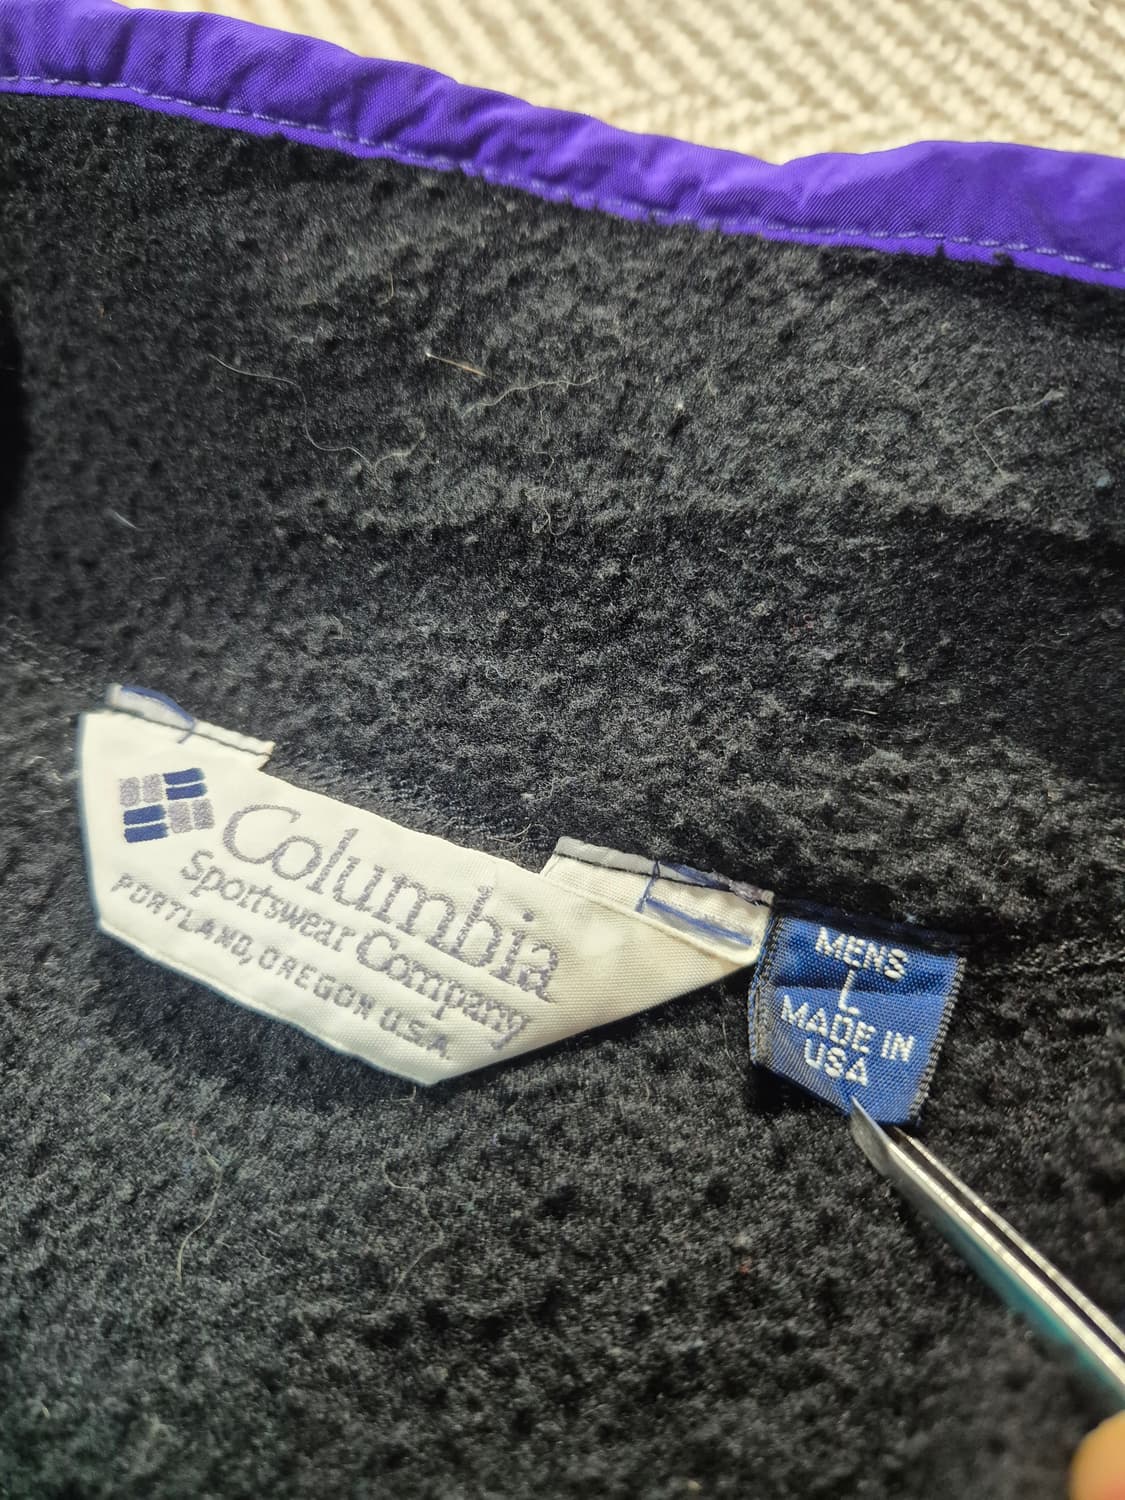 Columbia
Sportswear Company
PORTLAND, OREGON U.S.A.
MENS
L
MADE IN
USA